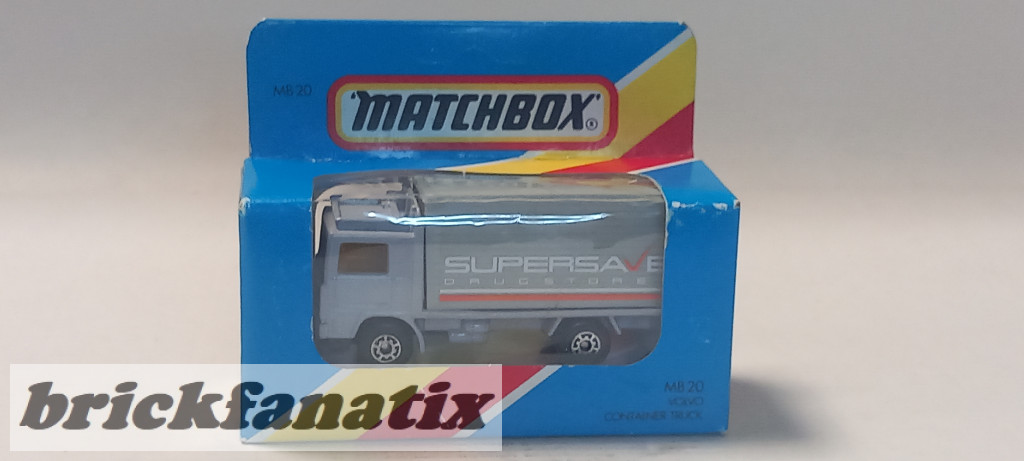 MB 20
'MATCHBOX'®
SUPERSAVE
DRUGSTORE
MB 20
VOLVO
CONTAINER TRUCK
brickfanatix